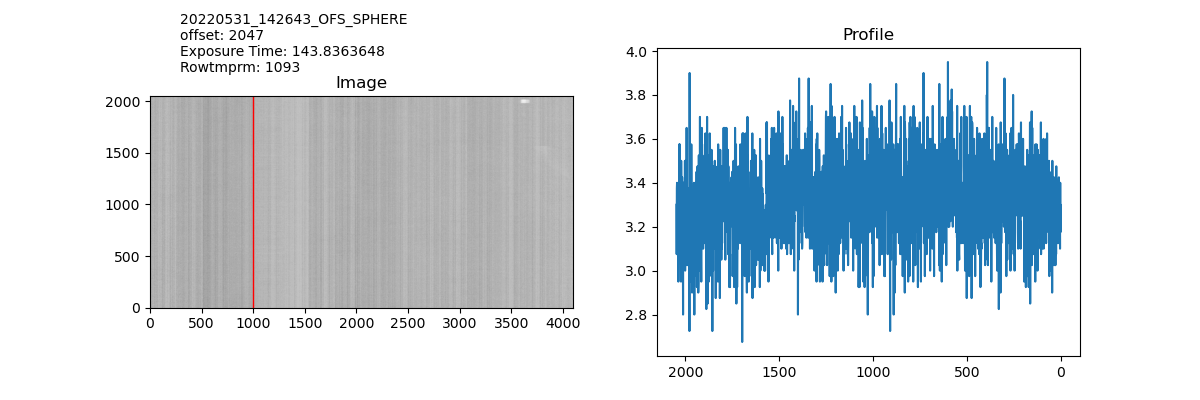 20220531_142643_OFS_SPHERE
offset: 2047
Exposure Time: 143.8363648
Rowtmprm: 1093
Image
2000
1500
1000
500
0
0 500 1000 1500 2000 2500 3000 3500 4000
Profile
4.0
3.8
3.6
3.4
3.2
3.0
2.8
2000 1500 1000 500 0